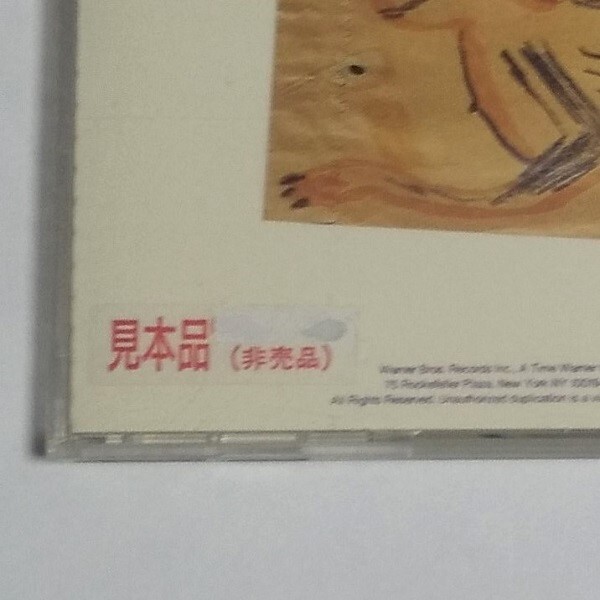 見本品
(非売品)
Warner Bros. Records Inc., A Time Warner
75 Rockefeller Plaza, New York NY
All Rights Reserved. Unauthorized duplication is a